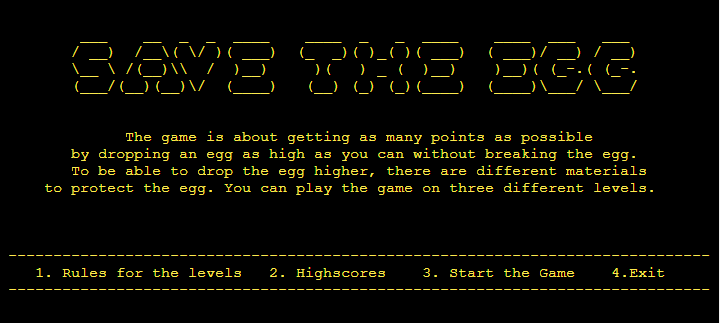 SAVE THE EGG
The game is about getting as many points as possible
by dropping an egg as high as you can without breaking the egg.
To be able to drop the egg higher, there are different materials
to protect the egg. You can play the game on three different levels.
1. Rules for the levels 2. Highscores 3. Start the Game 4.Exit